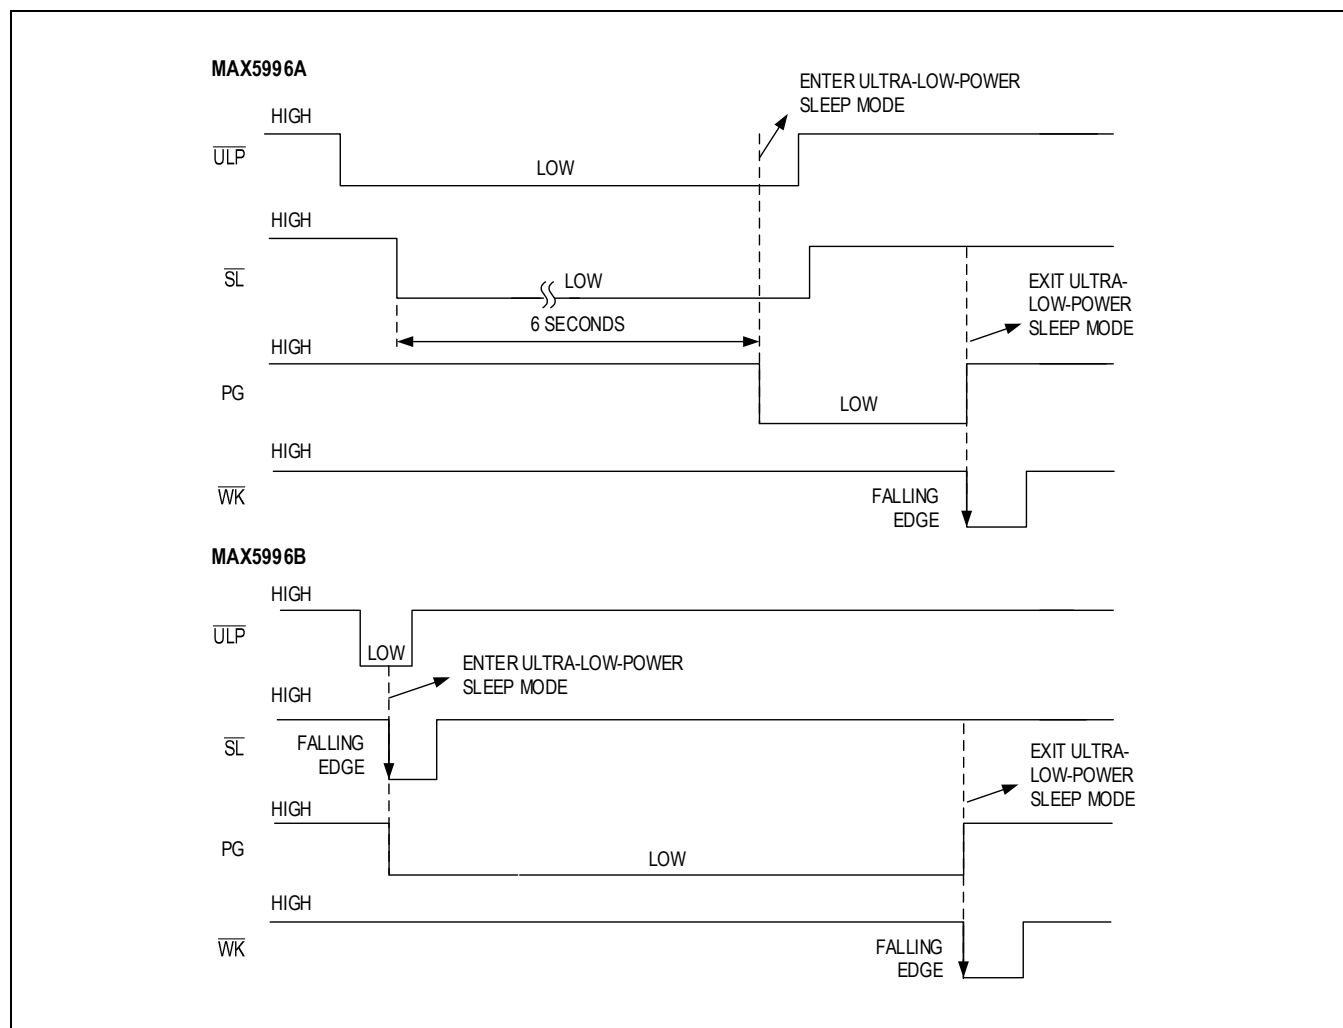 MAX5996A
ENTER ULTRA-LOW-POWER
SLEEP MODE
HIGH
ULP
LOW
HIGH
SL
LOW
EXIT ULTRA-
LOW-POWER
SLEEP MODE
6 SECONDS
HIGH
PG
LOW
HIGH
WK
FALLING
EDGE
MAX5996B
HIGH
ULP
LOW
ENTER ULTRA-LOW-POWER
SLEEP MODE
HIGH
SL
FALLING
EDGE
EXIT ULTRA-
LOW-POWER
SLEEP MODE
HIGH
PG
LOW
HIGH
WK
FALLING
EDGE